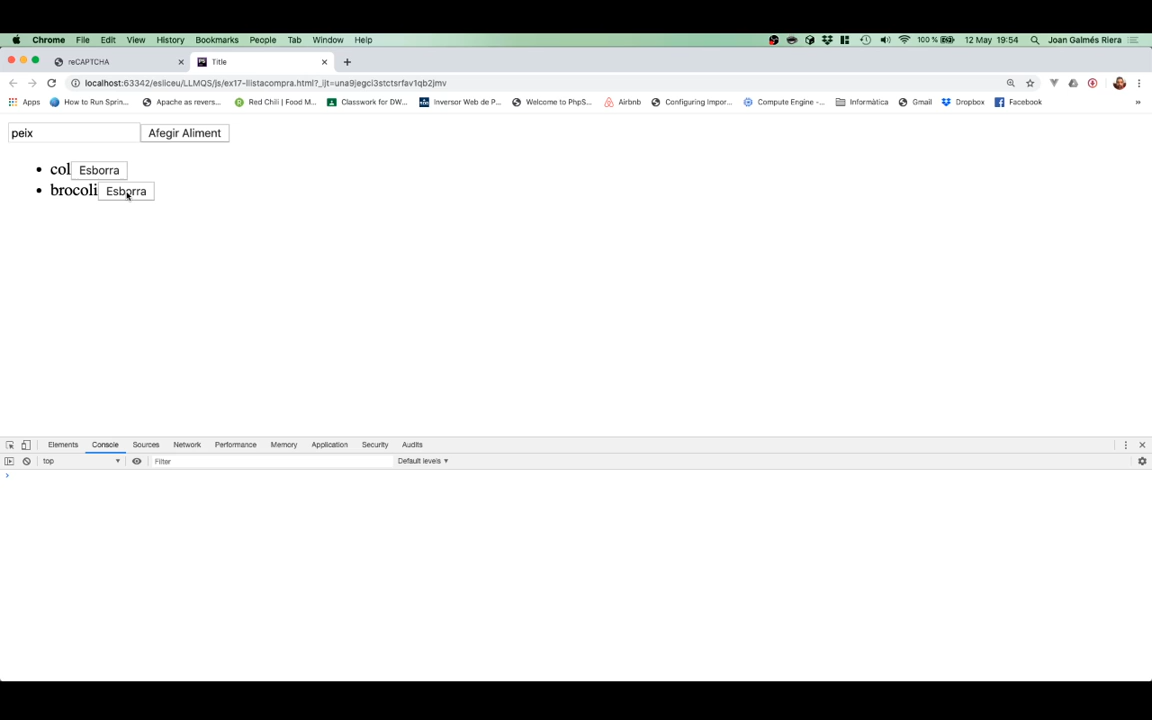 Chrome File Edit View History Bookmarks People Tab Window Help 100 % 12 May 19:54 Joan Galmés Riera
reCAPTCHA Title
localhost:63342/esliceu/LLMQS/js/ex17-llistacompra.html?_ijt=una9jegci3stctsrfav1qb2jmv
Apps How to Run Sprin... Apache as revers... Red Chili | Food M... Classwork for DW... Inversor Web de P... Welcome to PhpS... Airbnb Configuring Impor... Compute Engine -... Informàtica Gmail Dropbox Facebook »
peix Afegir Aliment
• col Esborra
• brocoli Esborra
Elements Console Sources Network Performance Memory Application Security Audits
top Filter Default levels